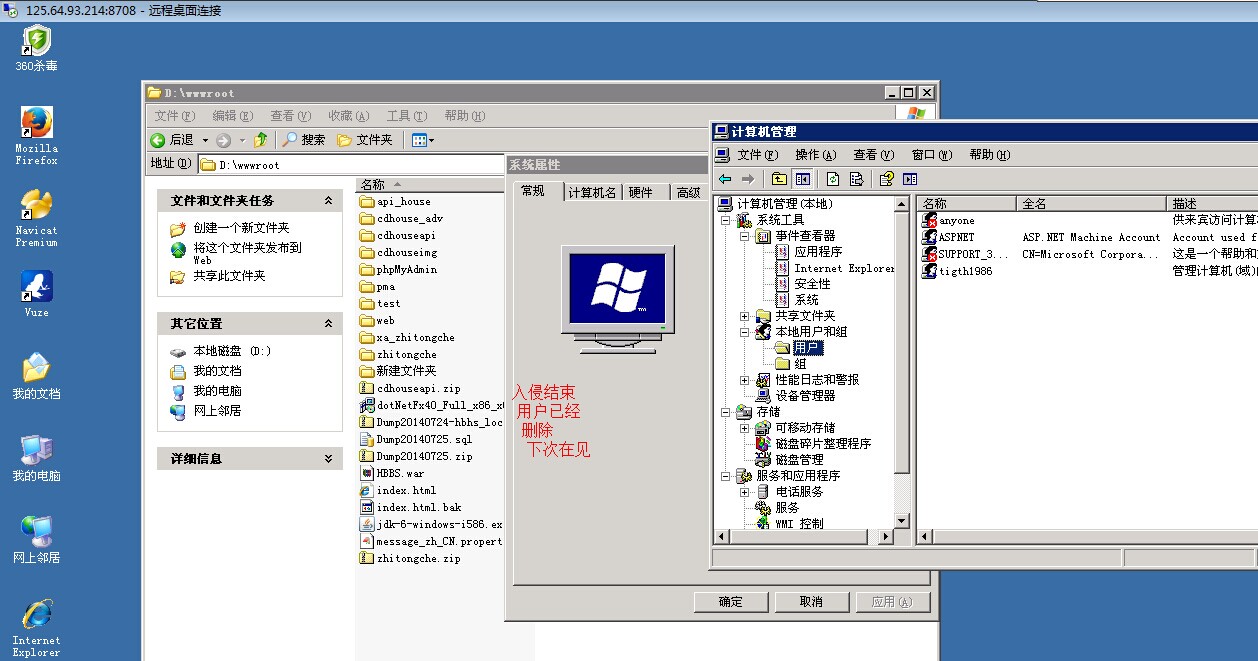 125.64.93.214:8708 - 远程桌面连接
360杀毒
Mozilla
Firefox
Navicat
Premium
Vuze
我的文档
我的电脑
网上邻居
Internet
Explorer
D:\wwwroot
文件(F) 编辑(E) 查看(V) 收藏(A) 工具(T) 帮助(H)
后退 搜索 文件夹
地址(D) D:\wwwroot
文件和文件夹任务
创建一个新文件夹
将这个文件夹发布到
Web
共享此文件夹
其它位置
本地磁盘 (D:)
我的文档
我的电脑
网上邻居
详细信息
名称
api_house
cdhouse_adv
cdhouseapi
cdhouseimg
phpMyAdmin
pma
test
web
xa_zhitongche
zhitongche
新建文件夹
cdhouseapi.zip
dotNetFx40_Full_x86_x
Dump20140724-hbhs_loc
Dump20140725.sql
Dump20140725.zip
HBBS.war
index.html
index.html.bak
jdk-6-windows-i586.ex
message_zh_CN.propert
zhitongche.zip
系统属性
常规 计算机名 硬件 高级
入侵结束
用户已经
删除
下次在见
确定 取消 应用(A)
计算机管理
文件(F) 操作(A) 查看(V) 窗口(W) 帮助(H)
计算机管理(本地)
系统工具
事件查看器
应用程序
Internet Explorer
安全性
系统
共享文件夹
本地用户和组
用户
组
性能日志和警报
设备管理器
存储
可移动存储
磁盘碎片整理程序
磁盘管理
服务和应用程序
电话服务
服务
WMI 控制
名称 全名 描述
anyone 供来宾访问计算
ASPNET ASP.NET Machine Account Account used f
SUPPORT_3... CN=Microsoft Corpora... 这是一个帮助和
tigth1986 管理计算机(域)